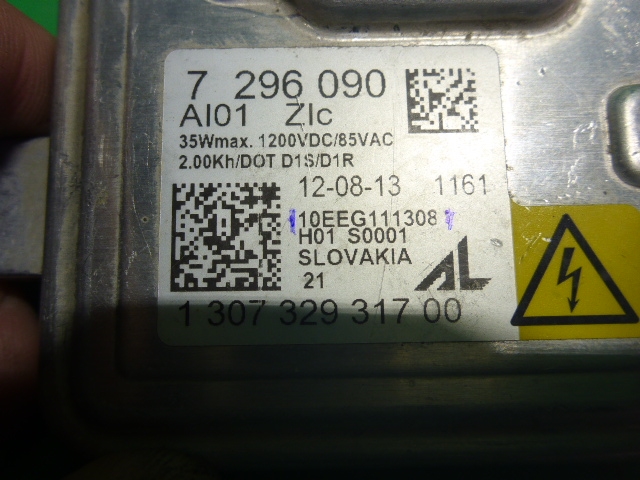 7 296 090
AI01 ZIc
35Wmax. 1200VDC/85VAC
2.00Kh/DOT D1S/D1R
12-08-13 1161
10EEG111308
H01 S0001
SLOVAKIA
21
AL
1 307 329 317 00